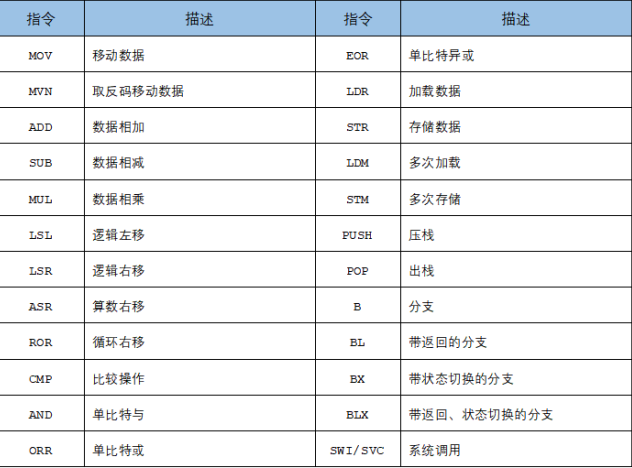 指令 描述 指令 描述
MOV 移动数据 EOR 单比特异或
MVN 取反码移动数据 LDR 加载数据
ADD 数据相加 STR 存储数据
SUB 数据相减 LDM 多次加载
MUL 数据相乘 STM 多次存储
LSL 逻辑左移 PUSH 压栈
LSR 逻辑右移 POP 出栈
ASR 算数右移 B 分支
ROR 循环右移 BL 带返回的分支
CMP 比较操作 BX 带状态切换的分支
AND 单比特与 BLX 带返回、状态切换的分支
ORR 单比特或 SWI/SVC 系统调用